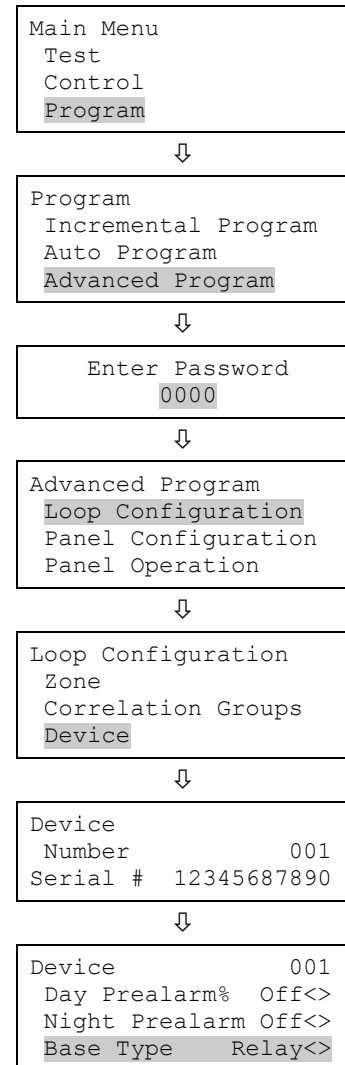 Main Menu
Test
Control
Program
⇩
Program
Incremental Program
Auto Program
Advanced Program
⇩
Enter Password
0000
⇩
Advanced Program
Loop Configuration
Panel Configuration
Panel Operation
⇩
Loop Configuration
Zone
Correlation Groups
Device
⇩
Device
Number 001
Serial # 12345687890
⇩
Device 001
Day Prealarm% Off<>
Night Prealarm Off<>
Base Type Relay<>